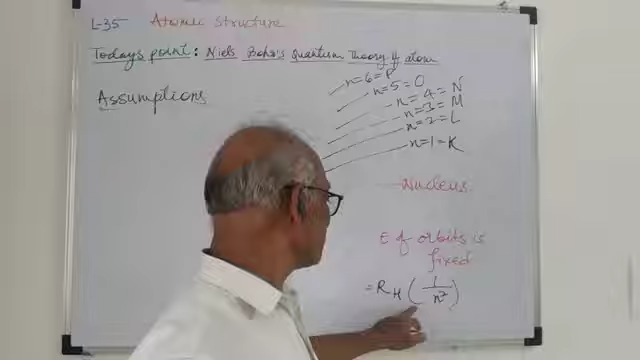 L-35 Atomic Structure
Todays point: Niels Bohr's Quantum Theory of atom
Assumptions
n=6=P
n=5=O
n=4=N
n=3=M
n=2=L
n=1=K
Nucleus
E of orbits is
fixed
=R_H(1/n²)